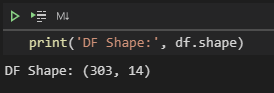 M↓
print('DF Shape:', df.shape)
DF Shape: (303, 14)